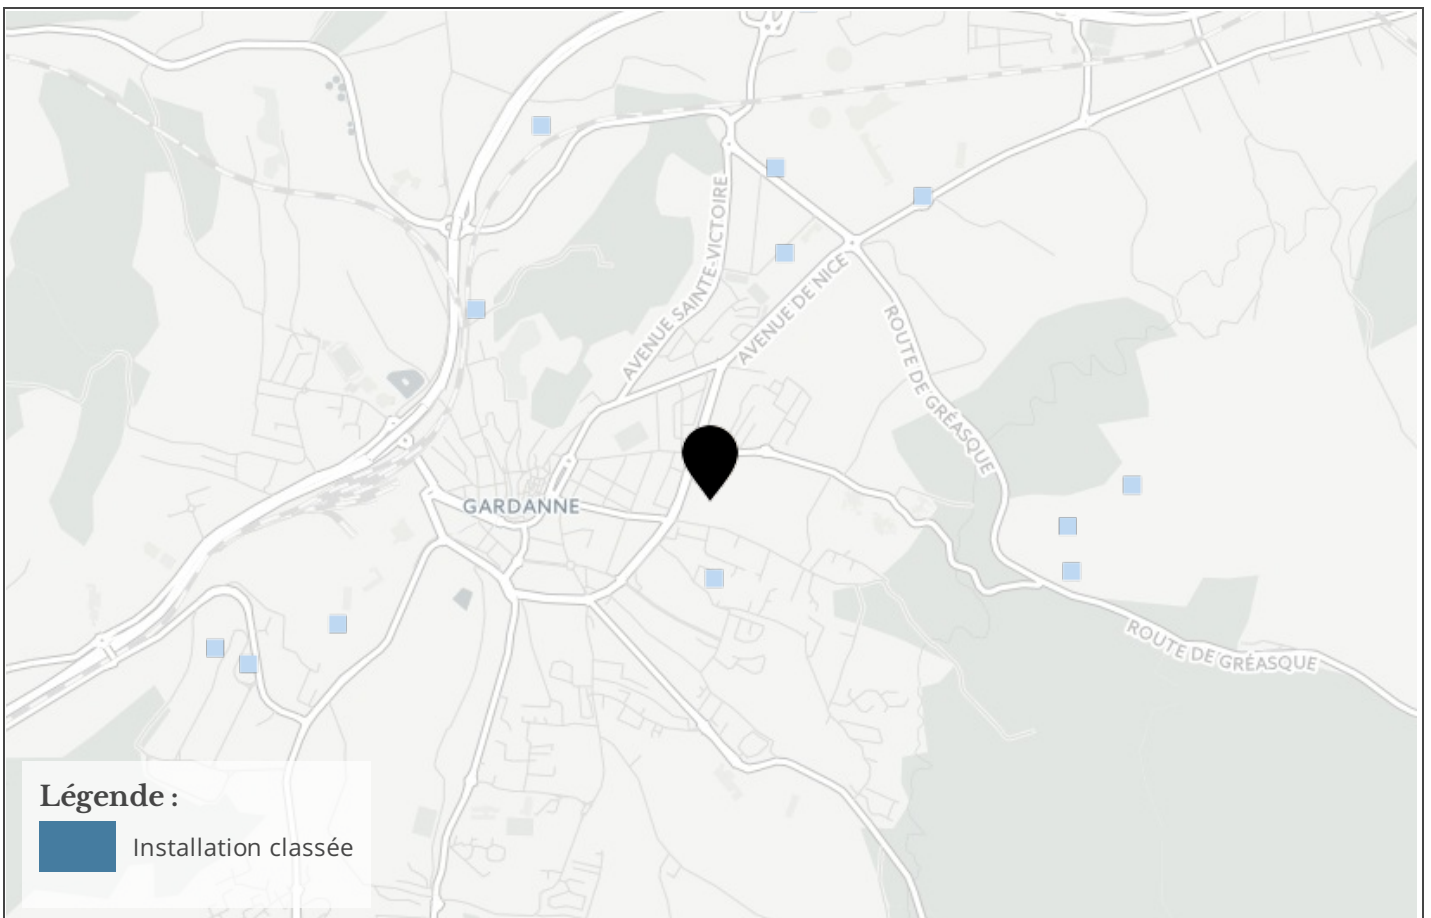 AVENUE SAINTE-VICTOIRE
AVENUE DE NICE
ROUTE DE GRÉASQUE
GARDANNE
ROUTE DE GRÉASQUE
Légende :
Installation classée